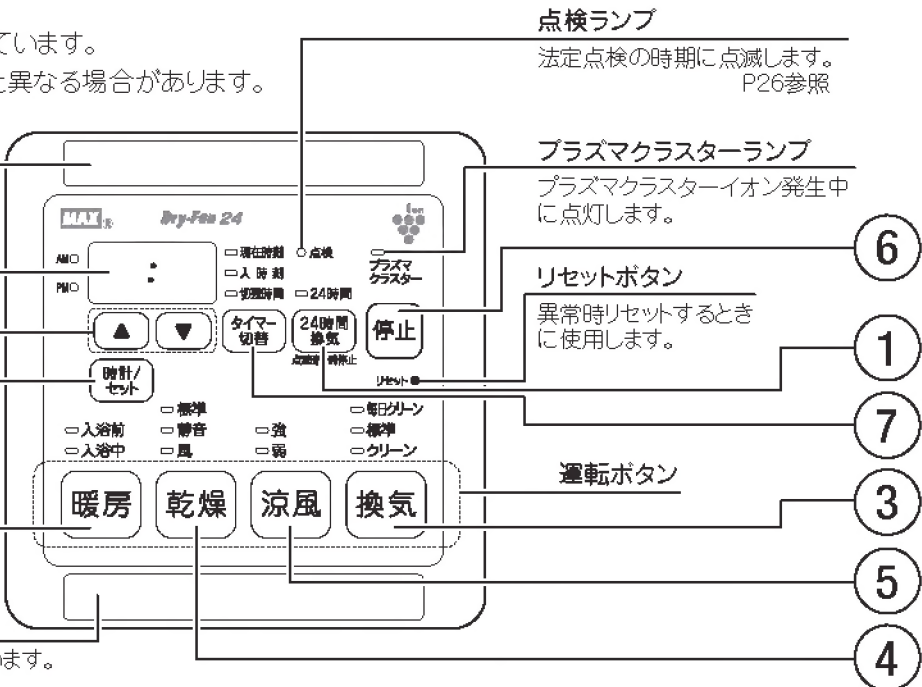 点検ランプ
法定点検の時期に点滅します。
P26参照
ています。
異なる場合があります。
プラズマクラスターランプ
プラズマクラスターイオン発生中
に点灯します。
リセットボタン
異常時リセットするとき
に使用します。
MAX®
Dry-Fan 24
ion
AM
PM
:
現在時刻
点検
入時刻
切残時間
24時間
プラズマ
クラスター
▲
▼
タイマー
切替
24時間
換気
停止
時計/
セット
リセット
標準
毎日クリーン
入浴前
静音
強
標準
入浴中
風
弱
クリーン
運転ボタン
暖房
乾燥
涼風
換気
6
1
7
3
5
4
ます。